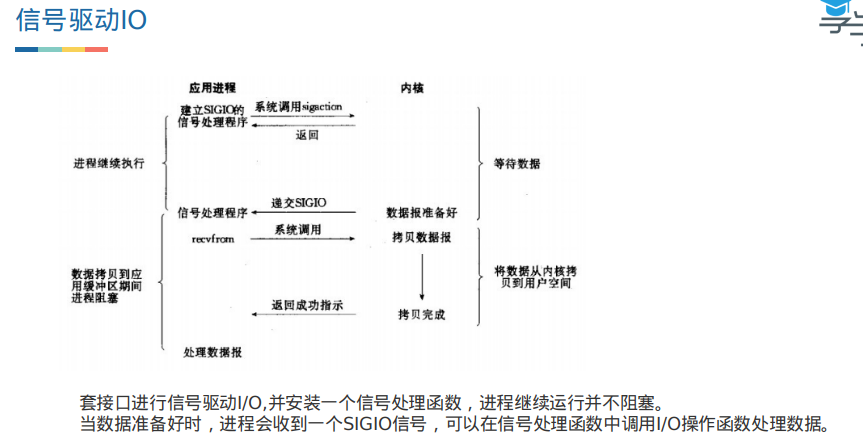 信号驱动IO
应用进程
内核
建立SIGIO的
信号处理程序
系统调用sigaction
返回
进程继续执行
等待数据
信号处理程序
递交SIGIO
数据报准备好
recvfrom
系统调用
拷贝数据报
数据拷贝到应
用缓冲区期间
进程阻塞
将数据从内核拷
贝到用户空间
返回成功指示
拷贝完成
处理数据报
套接口进行信号驱动I/O,并安装一个信号处理函数，进程继续运行并不阻塞。
当数据准备好时，进程会收到一个SIGIO信号，可以在信号处理函数中调用I/O操作函数处理数据。